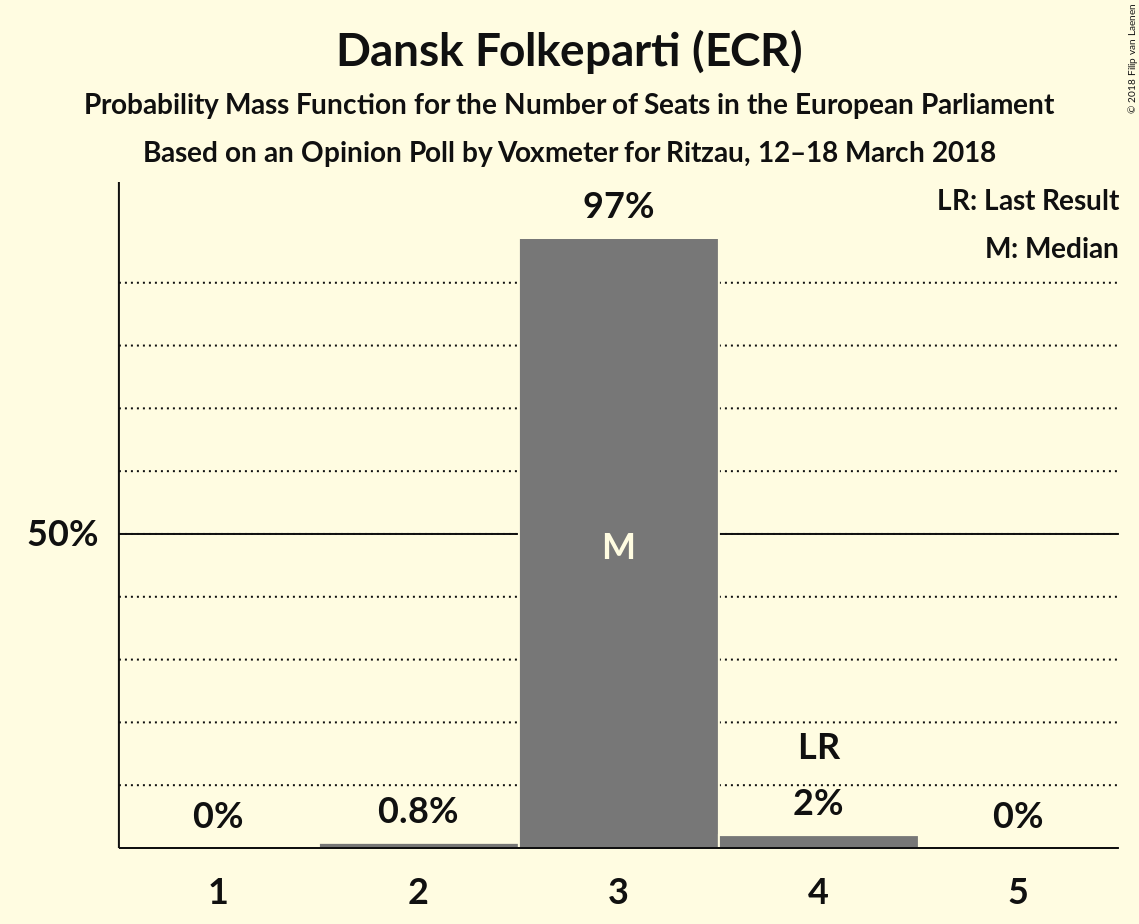 Dansk Folkeparti (ECR)
Probability Mass Function for the Number of Seats in the European Parliament
Based on an Opinion Poll by Voxmeter for Ritzau, 12–18 March 2018
© 2018 Filip van Laenen
LR: Last Result
M: Median
97%
50%
M
LR
0%
0.8%
2%
0%
1
2
3
4
5